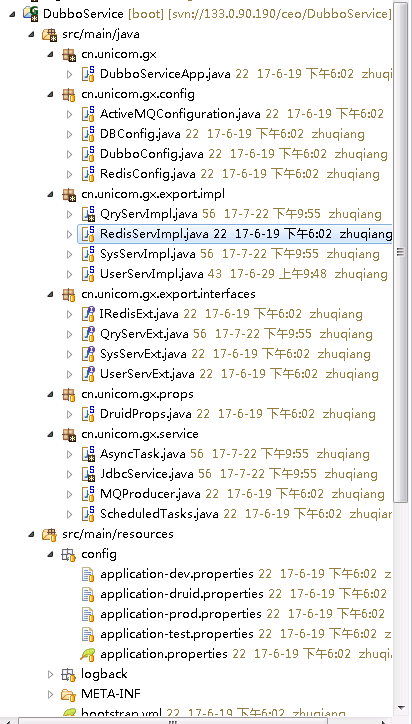 DubboService [boot] [svn://133.0.90.190/ceo/DubboService]
src/main/java
cn.unicom.gx
DubboServiceApp.java 22 17-6-19 下午6:02 zhuqiang
cn.unicom.gx.config
ActiveMQConfiguration.java 22 17-6-19 下午6:02
DBConfig.java 22 17-6-19 下午6:02 zhuqiang
DubboConfig.java 22 17-6-19 下午6:02 zhuqiang
RedisConfig.java 22 17-6-19 下午6:02 zhuqiang
cn.unicom.gx.export.impl
QryServImpl.java 56 17-7-22 下午9:55 zhuqiang
RedisServImpl.java 22 17-6-19 下午6:02 zhuqiang
SysServImpl.java 56 17-7-22 下午9:55 zhuqiang
UserServImpl.java 43 17-6-29 上午9:48 zhuqiang
cn.unicom.gx.export.interfaces
IRedisExt.java 22 17-6-19 下午6:02 zhuqiang
QryServExt.java 56 17-7-22 下午9:55 zhuqiang
SysServExt.java 22 17-6-19 下午6:02 zhuqiang
UserServExt.java 22 17-6-19 下午6:02 zhuqiang
cn.unicom.gx.props
DruidProps.java 22 17-6-19 下午6:02 zhuqiang
cn.unicom.gx.service
AsyncTask.java 56 17-7-22 下午9:55 zhuqiang
JdbcService.java 56 17-7-22 下午9:55 zhuqiang
MQProducer.java 22 17-6-19 下午6:02 zhuqiang
ScheduledTasks.java 22 17-6-19 下午6:02 zhuqiang
src/main/resources
config
application-dev.properties 22 17-6-19 下午6:02 z
application-druid.properties 22 17-6-19 下午6:02
application-prod.properties 22 17-6-19 下午6:02
application-test.properties 22 17-6-19 下午6:02 z
application.properties 22 17-6-19 下午6:02 zhuqi
logback
META-INF
bootstrap.yml 22 17-6-19 下午6:02 zhuqiang